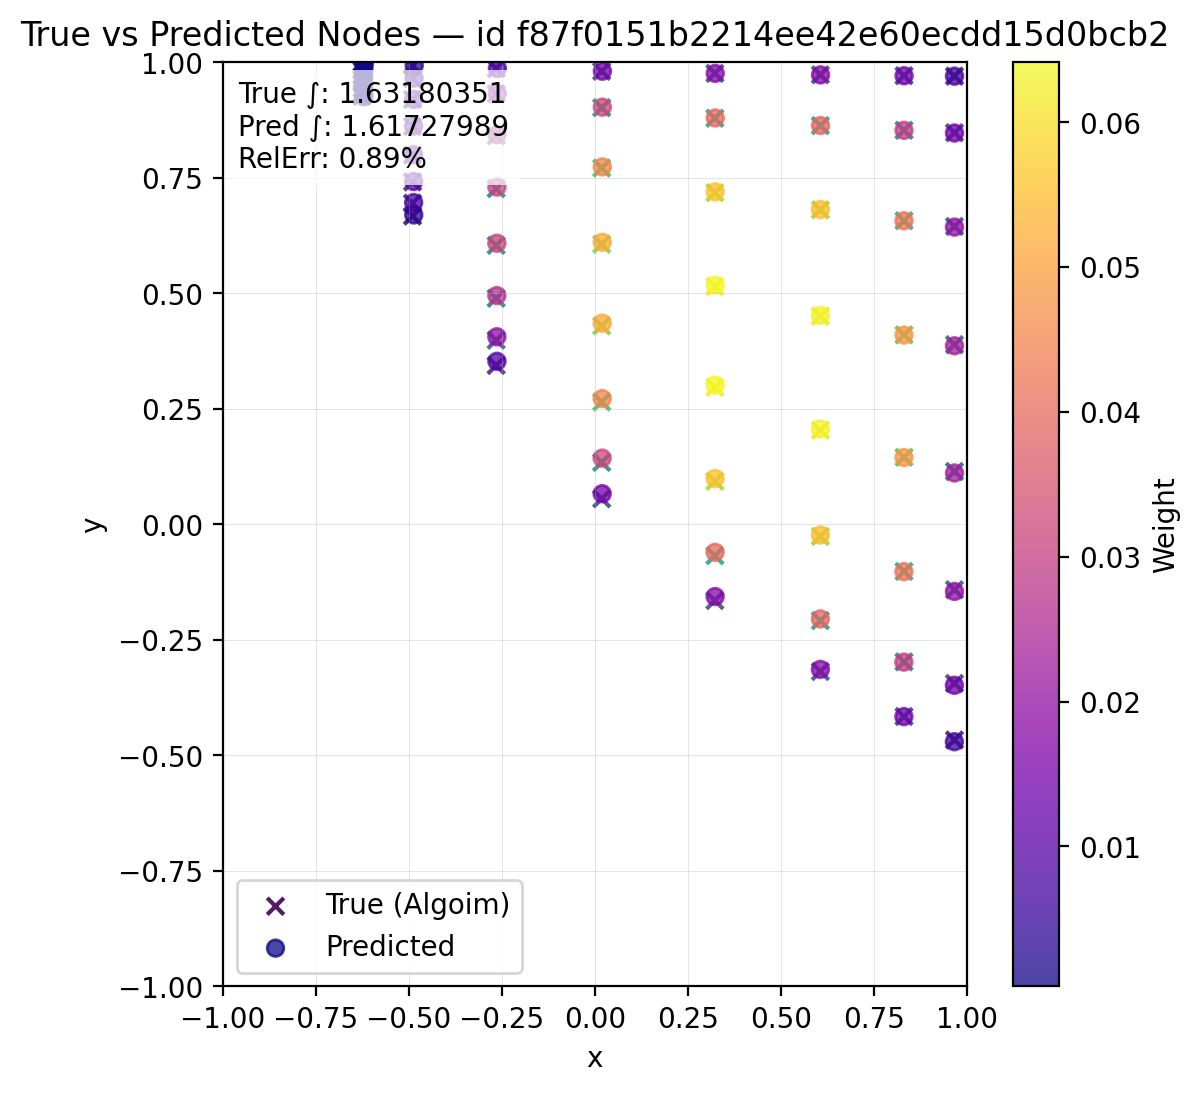 True vs Predicted Nodes — id f87f0151b2214ee42e60ecdd15d0bcb2
True ∫: 1.63180351
Pred ∫: 1.61727989
RelErr: 0.89%
1.00
0.75
0.50
0.25
0.00
−0.25
−0.50
−0.75
−1.00
y
True (Algoim)
Predicted
−1.00 −0.75 −0.50 −0.25 0.00 0.25 0.50 0.75 1.00
x
0.06
0.05
0.04
0.03
0.02
0.01
Weight